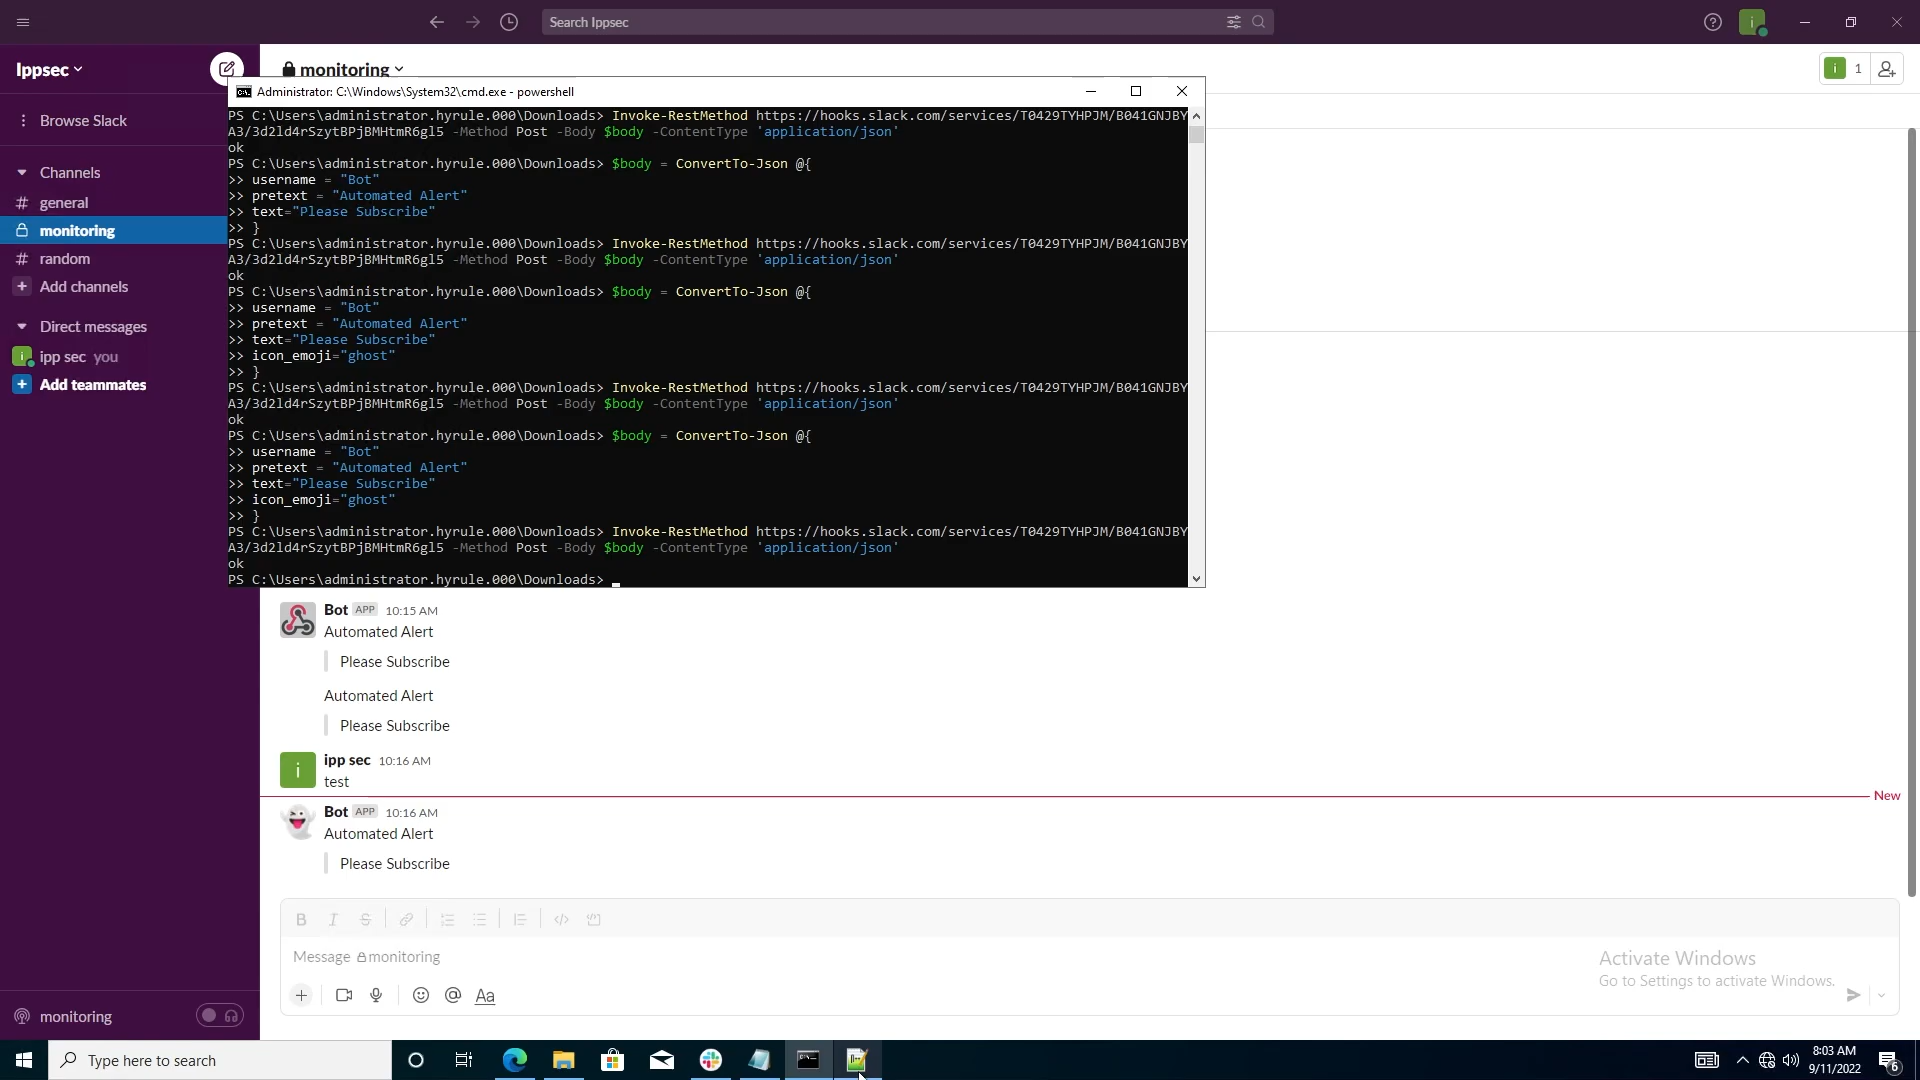 Search Ippsec
Ippsec
monitoring
1
Browse Slack
Channels
general
monitoring
random
Add channels
Direct messages
ipp sec you
Add teammates
monitoring
Administrator: C:\Windows\System32\cmd.exe - powershell
PS C:\Users\administrator.hyrule.000\Downloads> Invoke-RestMethod https://hooks.slack.com/services/T0429TYHPJM/B041GNJBY
A3/3d2ld4rSzytBPjBMHtmR6gl5 -Method Post -Body $body -ContentType 'application/json'
ok
PS C:\Users\administrator.hyrule.000\Downloads> $body = ConvertTo-Json @{
>> username = "Bot"
>> pretext = "Automated Alert"
>> text="Please Subscribe"
>> }
PS C:\Users\administrator.hyrule.000\Downloads> Invoke-RestMethod https://hooks.slack.com/services/T0429TYHPJM/B041GNJBY
A3/3d2ld4rSzytBPjBMHtmR6gl5 -Method Post -Body $body -ContentType 'application/json'
ok
PS C:\Users\administrator.hyrule.000\Downloads> $body = ConvertTo-Json @{
>> username = "Bot"
>> pretext = "Automated Alert"
>> text="Please Subscribe"
>> icon_emoji="ghost"
>> }
PS C:\Users\administrator.hyrule.000\Downloads> Invoke-RestMethod https://hooks.slack.com/services/T0429TYHPJM/B041GNJBY
A3/3d2ld4rSzytBPjBMHtmR6gl5 -Method Post -Body $body -ContentType 'application/json'
ok
PS C:\Users\administrator.hyrule.000\Downloads> $body = ConvertTo-Json @{
>> username = "Bot"
>> pretext = "Automated Alert"
>> text="Please Subscribe"
>> icon_emoji="ghost"
>> }
PS C:\Users\administrator.hyrule.000\Downloads> Invoke-RestMethod https://hooks.slack.com/services/T0429TYHPJM/B041GNJBY
A3/3d2ld4rSzytBPjBMHtmR6gl5 -Method Post -Body $body -ContentType 'application/json'
ok
PS C:\Users\administrator.hyrule.000\Downloads>
Bot APP 10:15 AM
Automated Alert
Please Subscribe
Automated Alert
Please Subscribe
ipp sec 10:16 AM
test
New
Bot APP 10:16 AM
Automated Alert
Please Subscribe
Message monitoring
Activate Windows
Go to Settings to activate Windows.
Type here to search
8:03 AM
9/11/2022
6